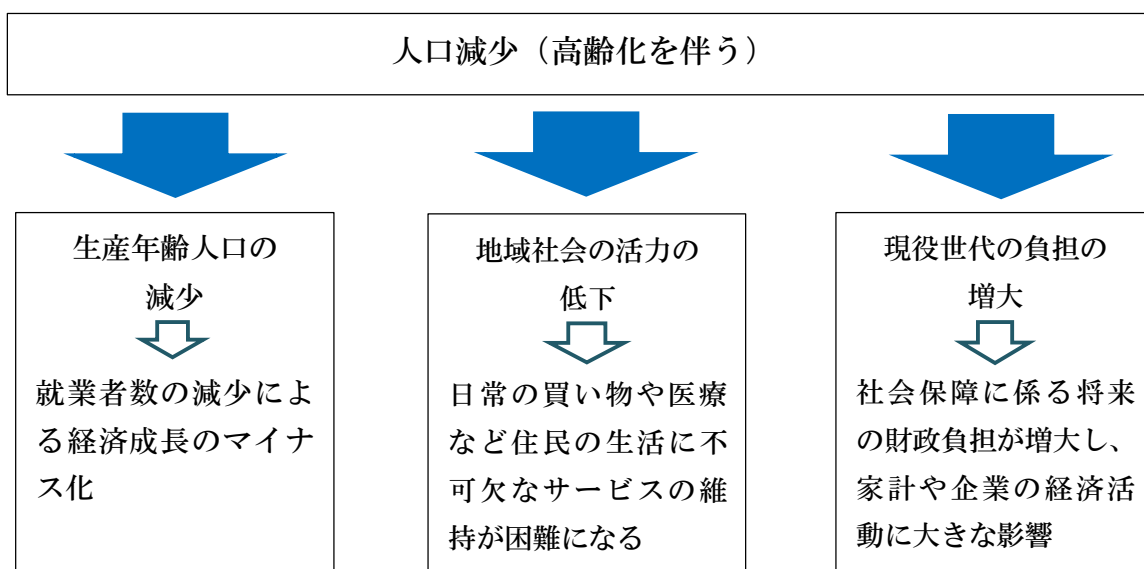 人口減少（高齢化を伴う）
生産年齢人口の
減少
就業者数の減少によ
る経済成長のマイナ
ス化
地域社会の活力の
低下
日常の買い物や医療
など住民の生活に不
可欠なサービスの維
持が困難になる
現役世代の負担の
増大
社会保障に係る将来
の財政負担が増大し、
家計や企業の経済活
動に大きな影響